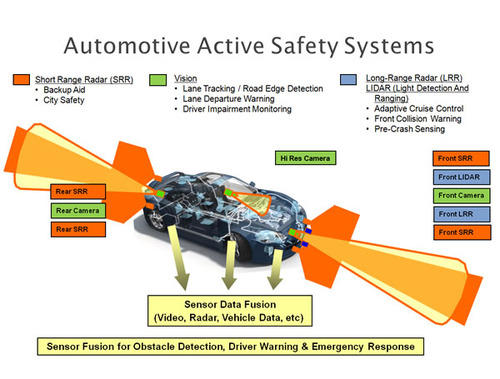 Automotive Active Safety Systems
Short Range Radar (SRR)
• Backup Aid
• City Safety
Vision
• Lane Tracking / Road Edge Detection
• Lane Departure Warning
• Driver Impairment Monitoring
Long-Range Radar (LRR)
LIDAR (Light Detection And
Ranging)
• Adaptive Cruise Control
• Front Collision Warning
• Pre-Crash Sensing
Hi Res Camera
Rear SRR
Rear Camera
Rear SRR
Front SRR
Front LIDAR
Front Camera
Front LRR
Front SRR
Sensor Data Fusion
(Video, Radar, Vehicle Data, etc)
Sensor Fusion for Obstacle Detection, Driver Warning & Emergency Response